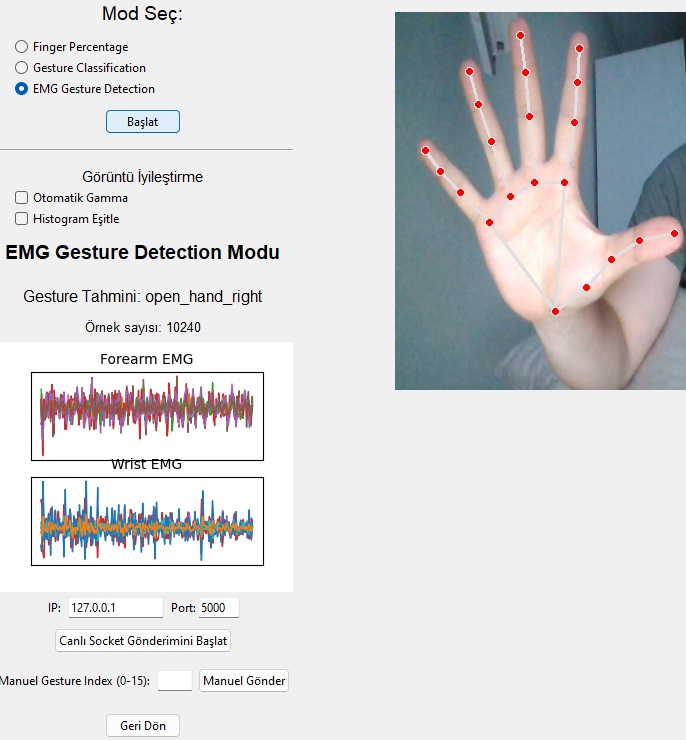 Mod Seç:
Finger Percentage
Gesture Classification
EMG Gesture Detection
Başlat
Görüntü İyileştirme
Otomatik Gamma
Histogram Eşitle
EMG Gesture Detection Modu
Gesture Tahmini: open_hand_right
Örnek sayısı: 10240
Forearm EMG
Wrist EMG
IP: 127.0.0.1 Port: 5000
Canlı Socket Gönderimini Başlat
Manuel Gesture Index (0-15): Manuel Gönder
Geri Dön